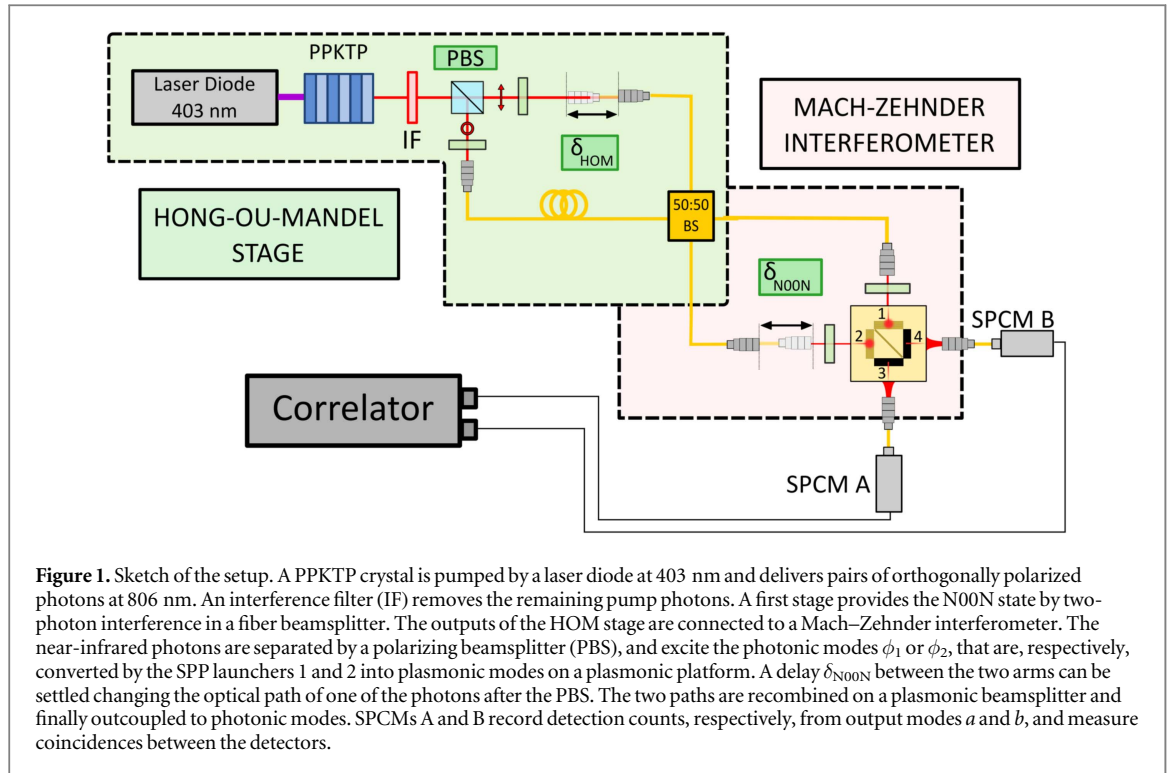 PPKTP
PBS
Laser Diode
403 nm
IF
δHOM
MACH-ZEHNDER
INTERFEROMETER
HONG-OU-MANDEL
STAGE
50:50
BS
δN00N
1
2
4
3
SPCM B
Correlator
SPCM A
Figure 1. Sketch of the setup. A PPKTP crystal is pumped by a laser diode at 403 nm and delivers pairs of orthogonally polarized
photons at 806 nm. An interference filter (IF) removes the remaining pump photons. A first stage provides the N00N state by two-
photon interference in a fiber beamsplitter. The outputs of the HOM stage are connected to a Mach–Zehnder interferometer. The
near-infrared photons are separated by a polarizing beamsplitter (PBS), and excite the photonic modes ϕ1 or ϕ2, that are, respectively,
converted by the SPP launchers 1 and 2 into plasmonic modes on a plasmonic platform. A delay δN00N between the two arms can be
settled changing the optical path of one of the photons after the PBS. The two paths are recombined on a plasmonic beamsplitter and
finally outcoupled to photonic modes. SPCMs A and B record detection counts, respectively, from output modes a and b, and measure
coincidences between the detectors.